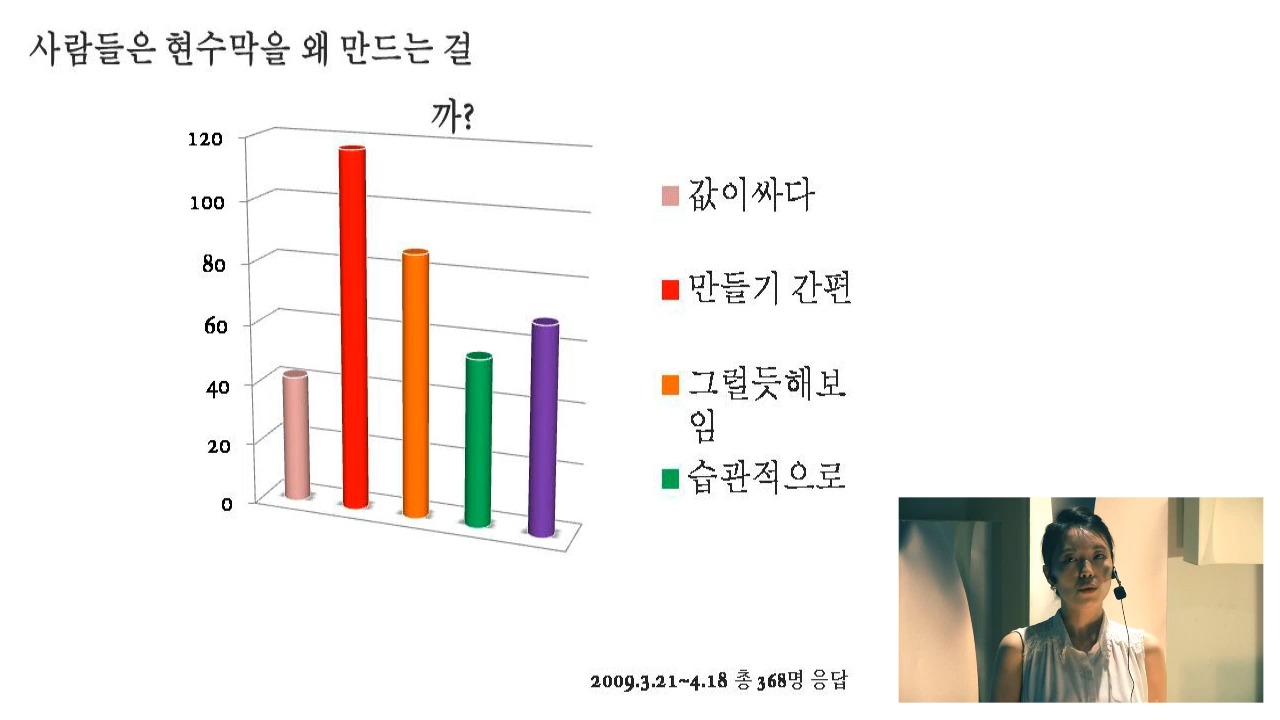 사람들은 현수막을 왜 만드는 걸
까?
120
100
80
60
40
20
0
값이싸다
만들기 간편
그럴듯해보
임
습관적으로
2009.3.21~4.18 총 368명 응답